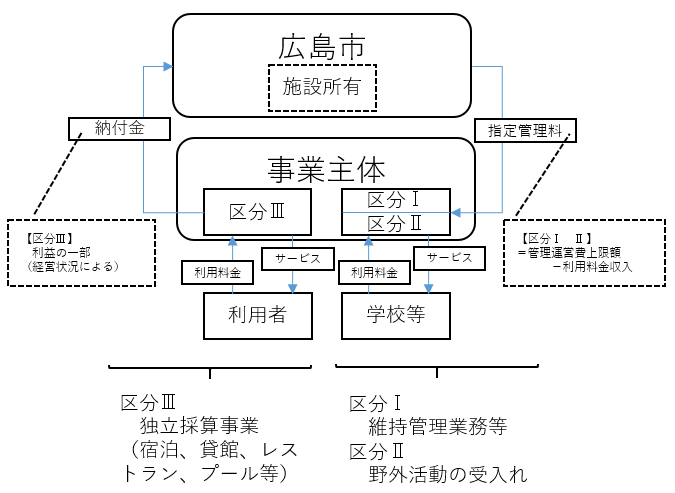 広島市
施設所有
納付金
指定管理料
事業主体
区分Ⅲ
区分Ⅰ
区分Ⅱ
【区分Ⅲ】
利益の一部
（経営状況による）
【区分Ⅰ　Ⅱ】
＝管理運営費上限額
－利用料金収入
利用料金
サービス
利用料金
サービス
利用者
学校等
区分Ⅲ
独立採算事業
（宿泊、貸館、レス
トラン、プール等）
区分Ⅰ
維持管理業務等
区分Ⅱ
野外活動の受入れ